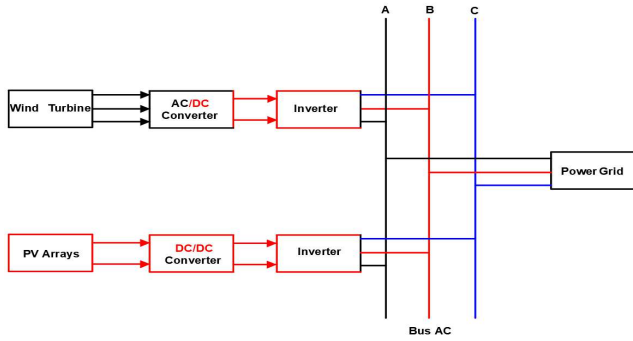 A B C
Wind Turbine
AC/DC
Converter
Inverter
Power Grid
PV Arrays
DC/DC
Converter
Inverter
Bus AC